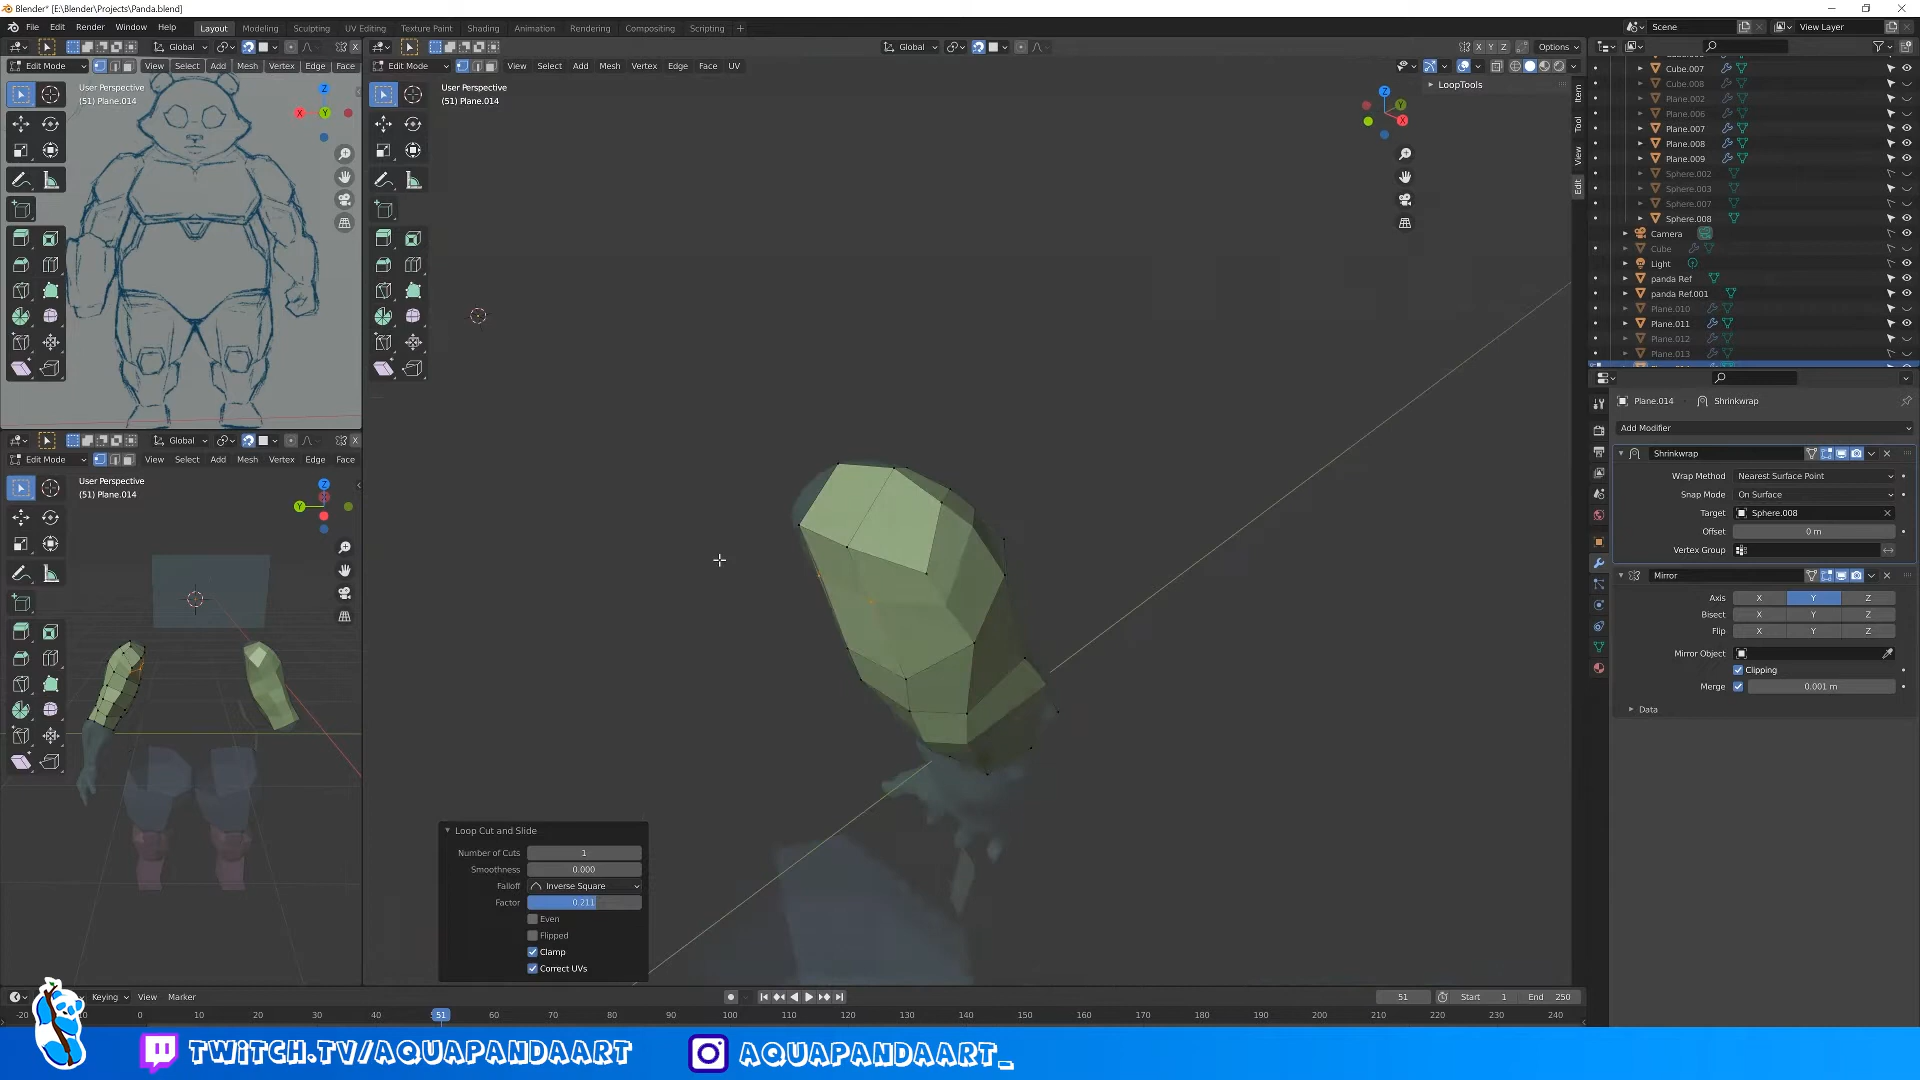 Blender* [E:\Blender\Projects\Panda.blend]
File Edit Render Window Help Layout Modeling Sculpting UV Editing Texture Paint Shading Animation Rendering Compositing Scripting + Scene View Layer
Global X Global X Y Z Options
Edit Mode View Select Add Mesh Vertex Edge Face Edit Mode View Select Add Mesh Vertex Edge Face UV
User Perspective
(51) Plane.014
User Perspective
(51) Plane.014
LoopTools
Item
Tool
View
Edit
Cube.007
Cube.008
Plane.002
Plane.006
Plane.007
Plane.008
Plane.009
Sphere.002
Sphere.003
Sphere.007
Sphere.008
Camera
Cube
Light
panda Ref
panda Ref.001
Plane.010
Plane.011
Plane.012
Plane.013
Plane.014 Shrinkwrap
Add Modifier
Shrinkwrap
Wrap Method Nearest Surface Point
Snap Mode On Surface
Target Sphere.008
Offset 0 m
Vertex Group
Mirror
Axis X Y Z
Bisect X Y Z
Flip X Y Z
Mirror Object
Clipping
Merge 0.001 m
Data
Global X
Edit Mode View Select Add Mesh Vertex Edge Face
User Perspective
(51) Plane.014
Loop Cut and Slide
Number of Cuts 1
Smoothness 0.000
Falloff Inverse Square
Factor 0.211
Even
Flipped
Clamp
Correct UVs
Keying View Marker 51 Start 1 End 250
-20 0 10 20 30 40 51 60 70 80 90 100 110 120 130 140 150 160 170 180 190 200 210 220 230 240
TWITCH.TV/AQUAPANDAART AQUAPANDAART_